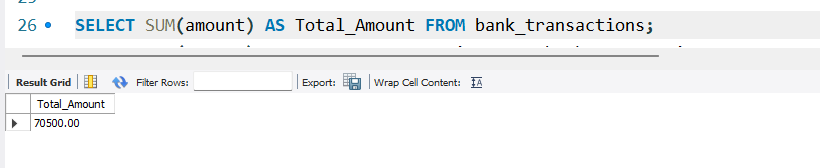 26 SELECT SUM(amount) AS Total_Amount FROM bank_transactions;
Result Grid Filter Rows: Export: Wrap Cell Content: IA
Total_Amount
70500.00